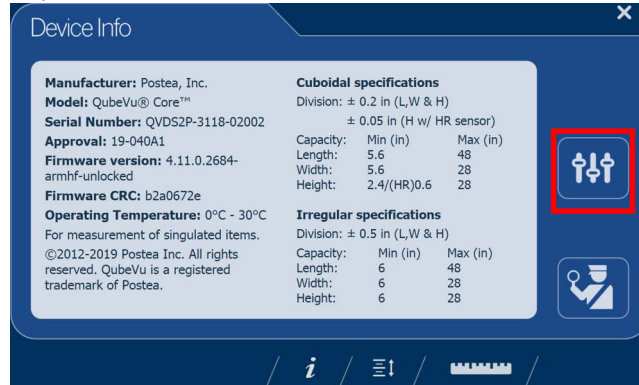 Device Info
Manufacturer: Postea, Inc.
Model: QubeVu® Core™
Serial Number: QVDS2P-3118-02002
Approval: 19-040A1
Firmware version: 4.11.0.2684-
armhf-unlocked
Firmware CRC: b2a0672e
Operating Temperature: 0°C - 30°C
For measurement of singulated items.
©2012-2019 Postea Inc. All rights
reserved. QubeVu is a registered
trademark of Postea.
Cuboidal specifications
Division: ± 0.2 in (L,W & H)
± 0.05 in (H w/ HR sensor)
Capacity: Min (in) Max (in)
Length: 5.6 48
Width: 5.6 28
Height: 2.4/(HR)0.6 28
Irregular specifications
Division: ± 0.5 in (L,W & H)
Capacity: Min (in) Max (in)
Length: 6 48
Width: 6 28
Height: 6 28